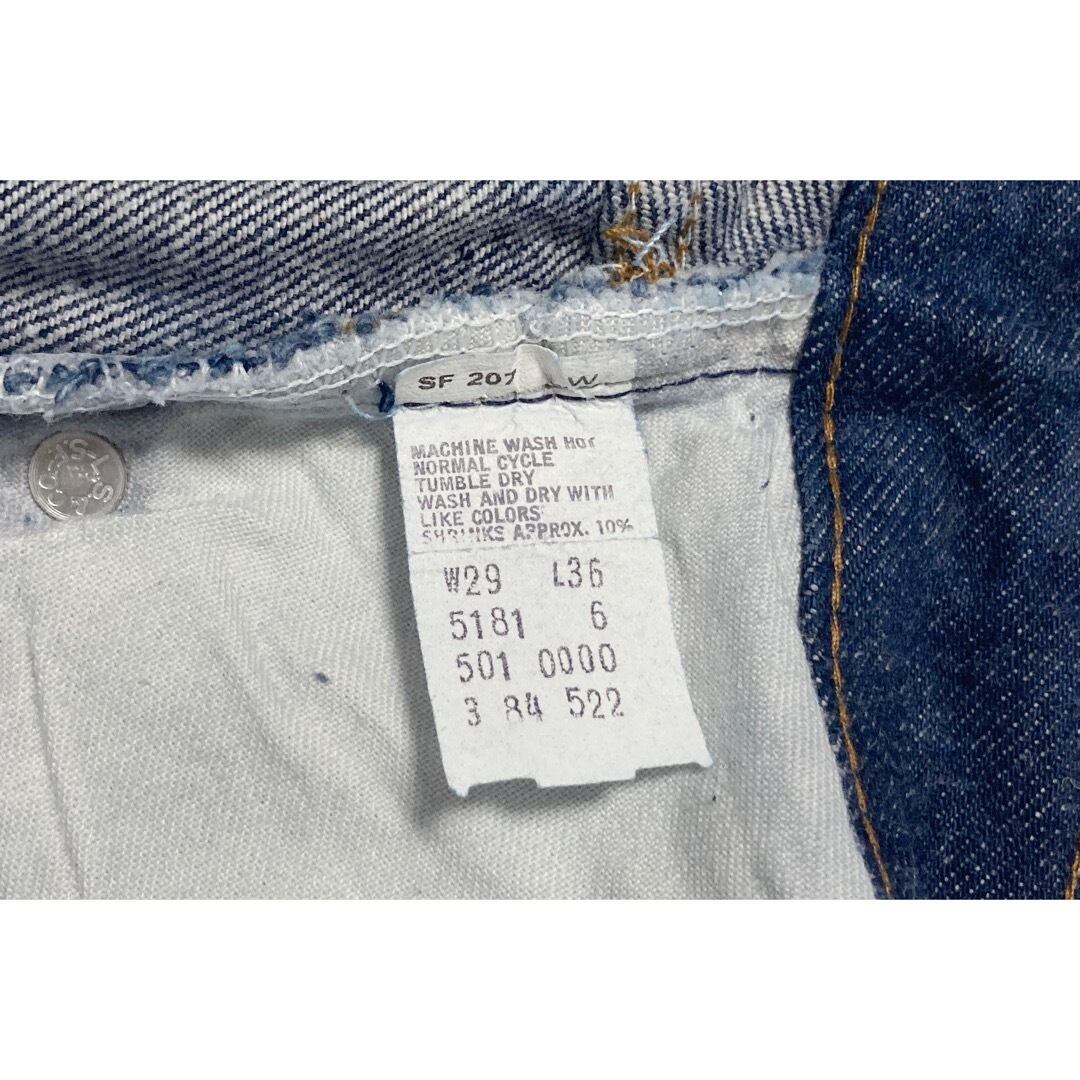 SF 207 W
MACHINE WASH HOT
NORMAL CYCLE
TUMBLE DRY
WASH AND DRY WITH
LIKE COLORS
SHRINKS APPROX. 10%
W29 L36
5181 6
501 0000
3 84 522